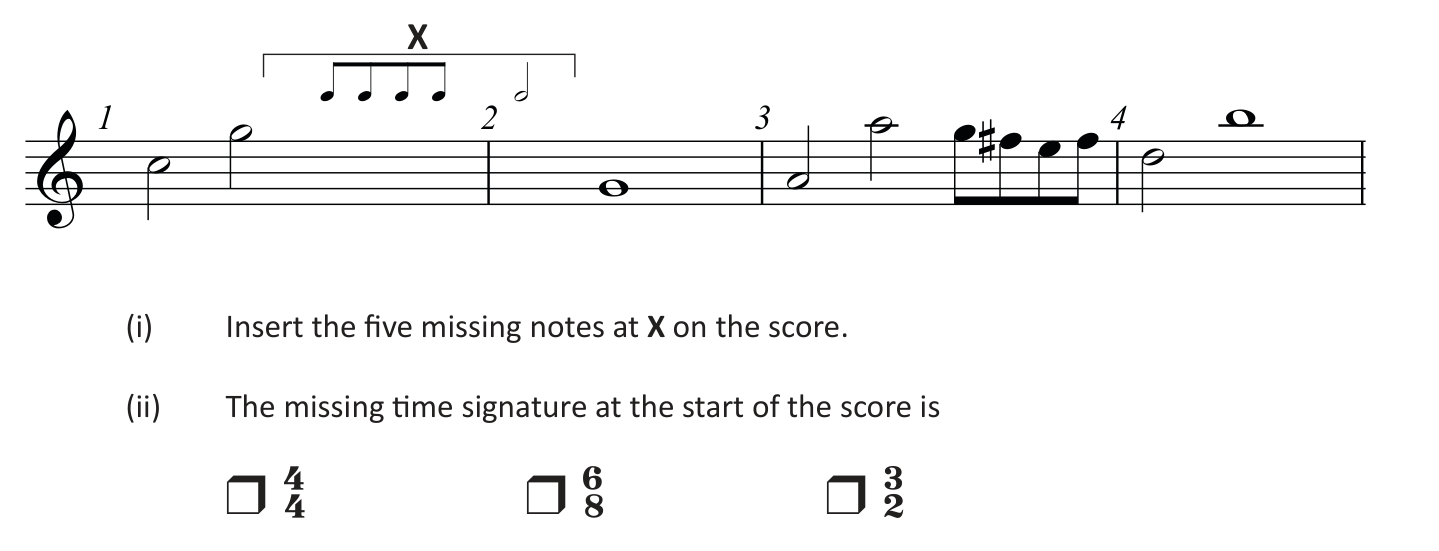 X
1 2 3 4
(i) Insert the five missing notes at X on the score.
(ii) The missing time signature at the start of the score is
4 6 3
4 8 2